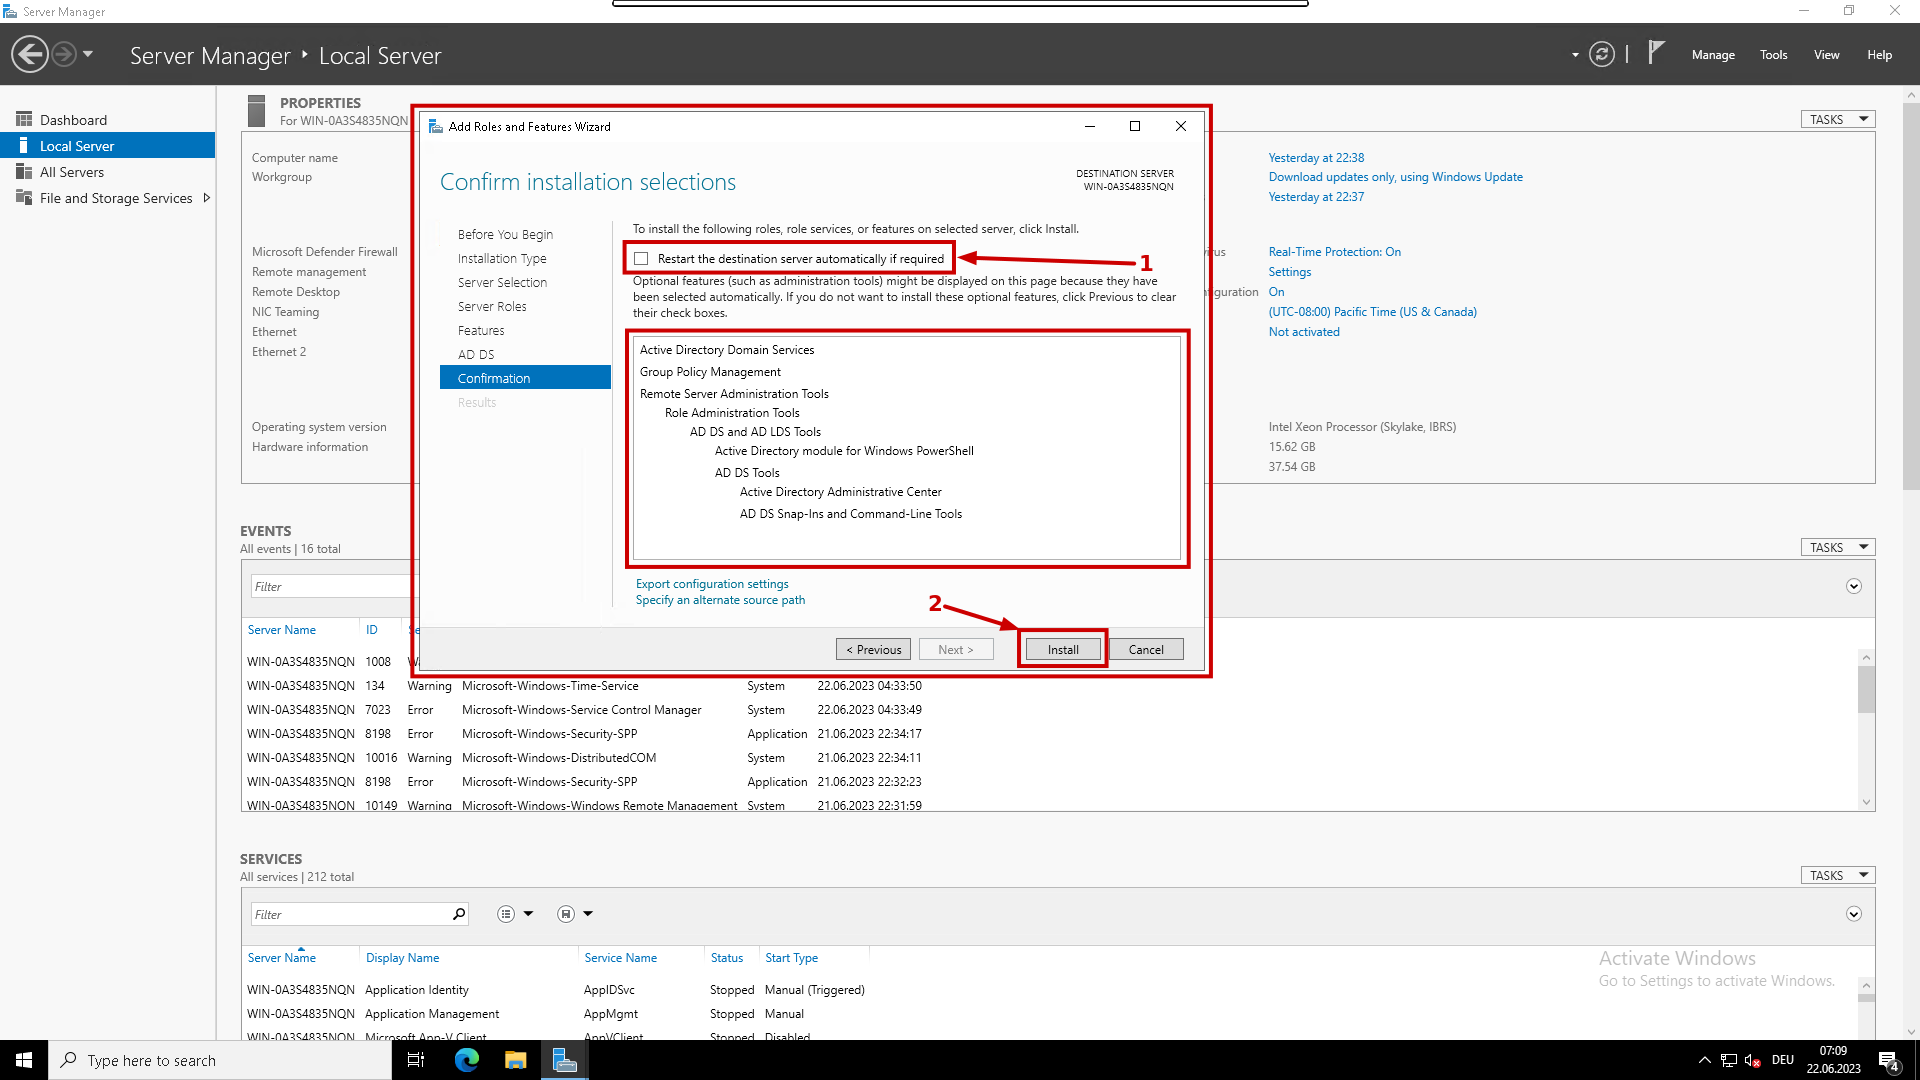 Server Manager
Server Manager ‣ Local Server
Manage
Tools
View
Help
Dashboard
Local Server
All Servers
File and Storage Services
PROPERTIES
For WIN-0A3S4835NQN
TASKS
Computer name
Workgroup
Microsoft Defender Firewall
Remote management
Remote Desktop
NIC Teaming
Ethernet
Ethernet 2
Operating system version
Hardware information
Yesterday at 22:38
Download updates only, using Windows Update
Yesterday at 22:37
irus
Real-Time Protection: On
Settings
figuration
On
(UTC-08:00) Pacific Time (US & Canada)
Not activated
Intel Xeon Processor (Skylake, IBRS)
15.62 GB
37.54 GB
Add Roles and Features Wizard
Confirm installation selections
DESTINATION SERVER
WIN-0A3S4835NQN
Before You Begin
Installation Type
Server Selection
Server Roles
Features
AD DS
Confirmation
Results
To install the following roles, role services, or features on selected server, click Install.
Restart the destination server automatically if required
1
Optional features (such as administration tools) might be displayed on this page because they have
been selected automatically. If you do not want to install these optional features, click Previous to clear
their check boxes.
Active Directory Domain Services
Group Policy Management
Remote Server Administration Tools
Role Administration Tools
AD DS and AD LDS Tools
Active Directory module for Windows PowerShell
AD DS Tools
Active Directory Administrative Center
AD DS Snap-Ins and Command-Line Tools
Export configuration settings
Specify an alternate source path
2
< Previous
Next >
Install
Cancel
EVENTS
All events | 16 total
TASKS
Filter
Server Name ID Se
WIN-0A3S4835NQN 1008 W
WIN-0A3S4835NQN 134 Warning Microsoft-Windows-Time-Service System 22.06.2023 04:33:50
WIN-0A3S4835NQN 7023 Error Microsoft-Windows-Service Control Manager System 22.06.2023 04:33:49
WIN-0A3S4835NQN 8198 Error Microsoft-Windows-Security-SPP Application 21.06.2023 22:34:17
WIN-0A3S4835NQN 10016 Warning Microsoft-Windows-DistributedCOM System 21.06.2023 22:34:11
WIN-0A3S4835NQN 8198 Error Microsoft-Windows-Security-SPP Application 21.06.2023 22:32:23
WIN-0A3S4835NQN 10149 Warning Microsoft-Windows-Windows Remote Management System 21.06.2023 22:31:59
SERVICES
All services | 212 total
TASKS
Filter
Server Name Display Name Service Name Status Start Type
WIN-0A3S4835NQN Application Identity AppIDSvc Stopped Manual (Triggered)
WIN-0A3S4835NQN Application Management AppMgmt Stopped Manual
WIN-0A3S4835NQN Microsoft App-V Client AppVClient Stopped Disabled
Activate Windows
Go to Settings to activate Windows.
Type here to search
DEU
07:09
22.06.2023
4